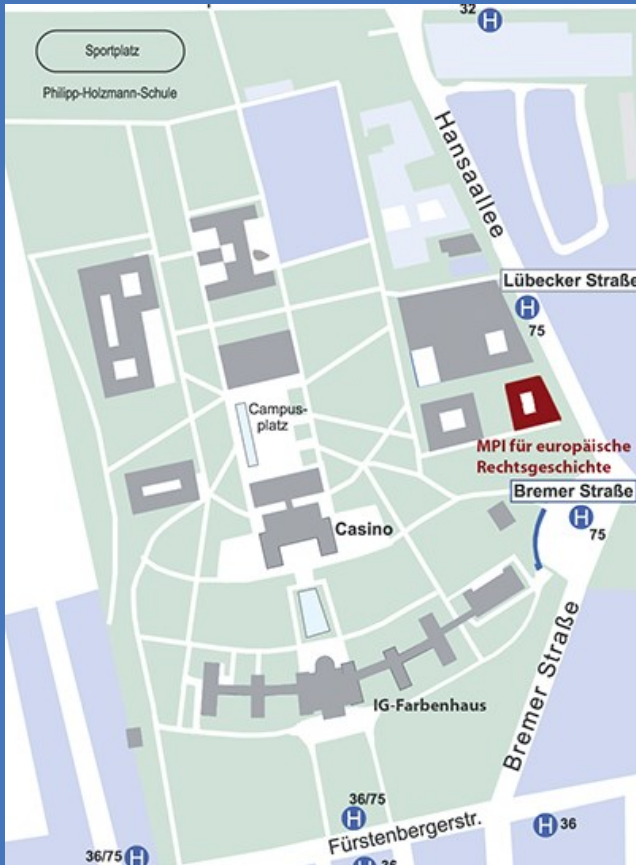 32
H
Sportplatz
Philipp-Holzmann-Schule
Hansaallee
Lübecker Straße
H
75
Campus-
platz
MPI für europäische
Rechtsgeschichte
Bremer Straße
H
75
Casino
Bremer Straße
IG-Farbenhaus
36/75
H
Fürstenbergerstr.
H 36
36/75 H
H 36